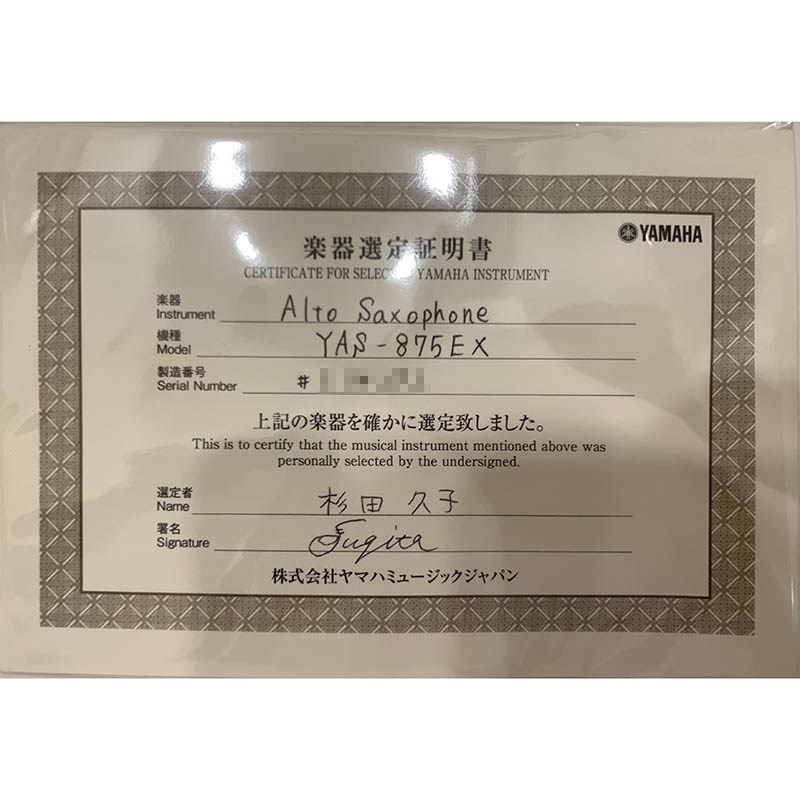 YAMAHA
楽器選定証明書
CERTIFICATE FOR SELECTED YAMAHA INSTRUMENT
楽器
Instrument Alto Saxophone
機種
Model YAS-875EX
製造番号
Serial Number #
上記の楽器を確かに選定致しました。
This is to certify that the musical instrument mentioned above was
personally selected by the undersigned.
選定者
Name 杉田 久子
署名
Signature Sugita
株式会社ヤマハミュージックジャパン